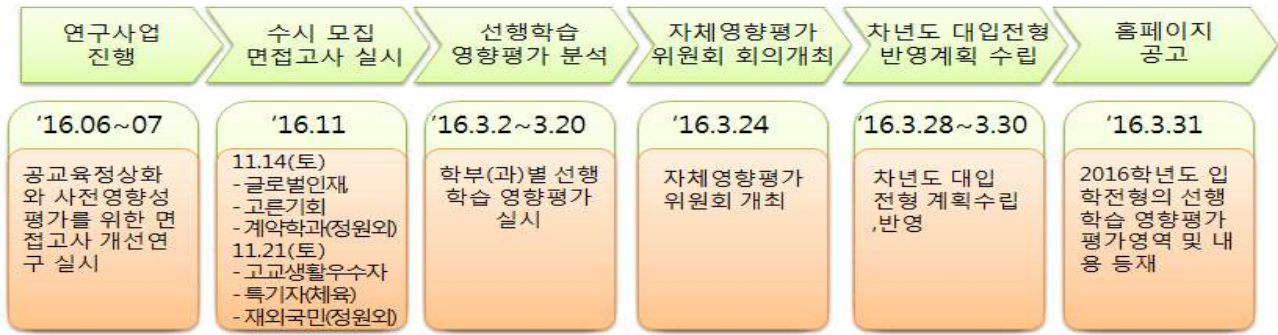 연구사업
진행
수시 모집
면접고사 실시
선행학습
영향평가 분석
자체영향평가
위원회 회의개최
차년도 대입전형
반영계획 수립
홈페이지
공고
'16.06~07
공교육정상화
와 사전영향성
평가를 위한 면
접고사 개선연
구 실시
'16.11
11.14(토)
- 글로벌인재,
- 고른기회
- 계약학과(정원외)
11.21(토)
- 고교생활우수자
- 특기자(체육)
- 재외국민(정원외)
'16.3.2~3.20
학부(과)별 선행
학습 영향평가
실시
'16.3.24
자체영향평가
위원회 개최
'16.3.28~3.30
차년도 대입
전형 계획수립
,반영
'16.3.31
2016학년도 입
학전형의 선행
학습 영향평가
평가영역 및 내
용 등재